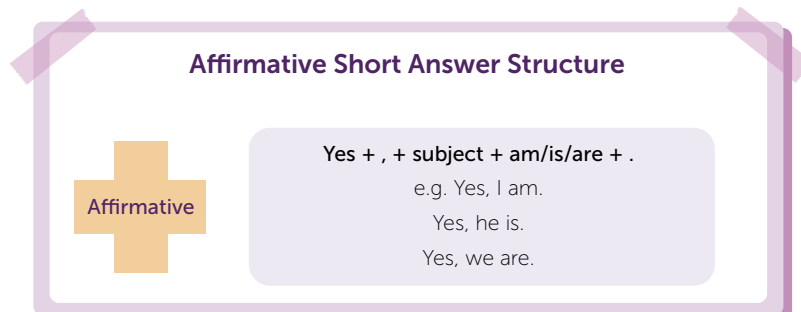 Affirmative Short Answer Structure
Affirmative
Yes + , + subject + am/is/are + .
e.g. Yes, I am.
Yes, he is.
Yes, we are.